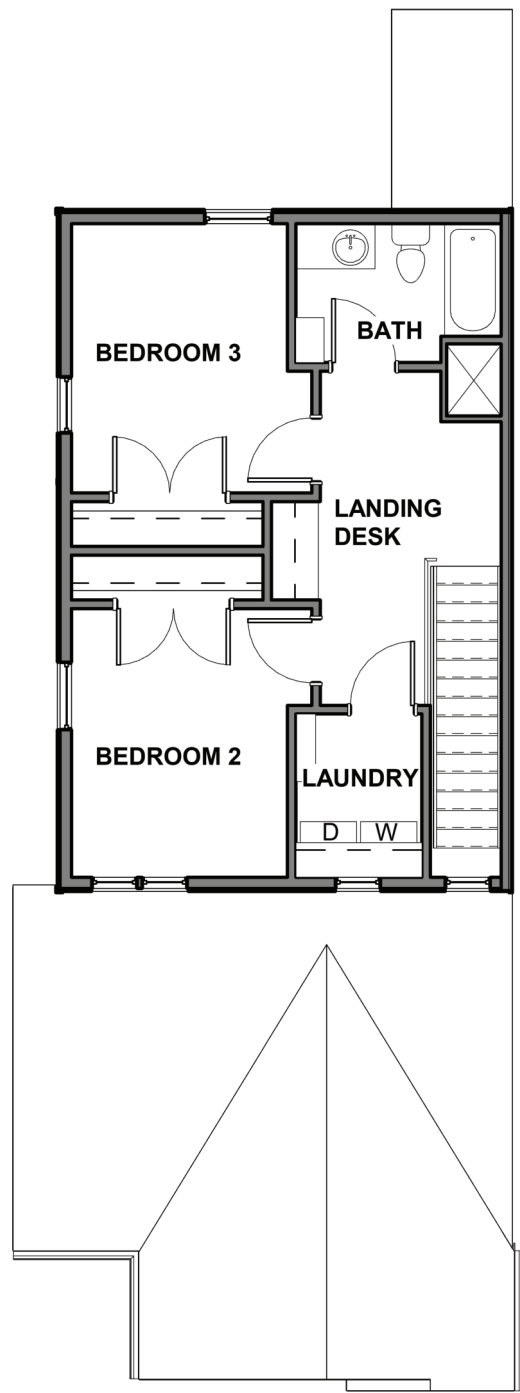 BATH
BEDROOM 3
LANDING
DESK
BEDROOM 2
LAUNDRY
D W